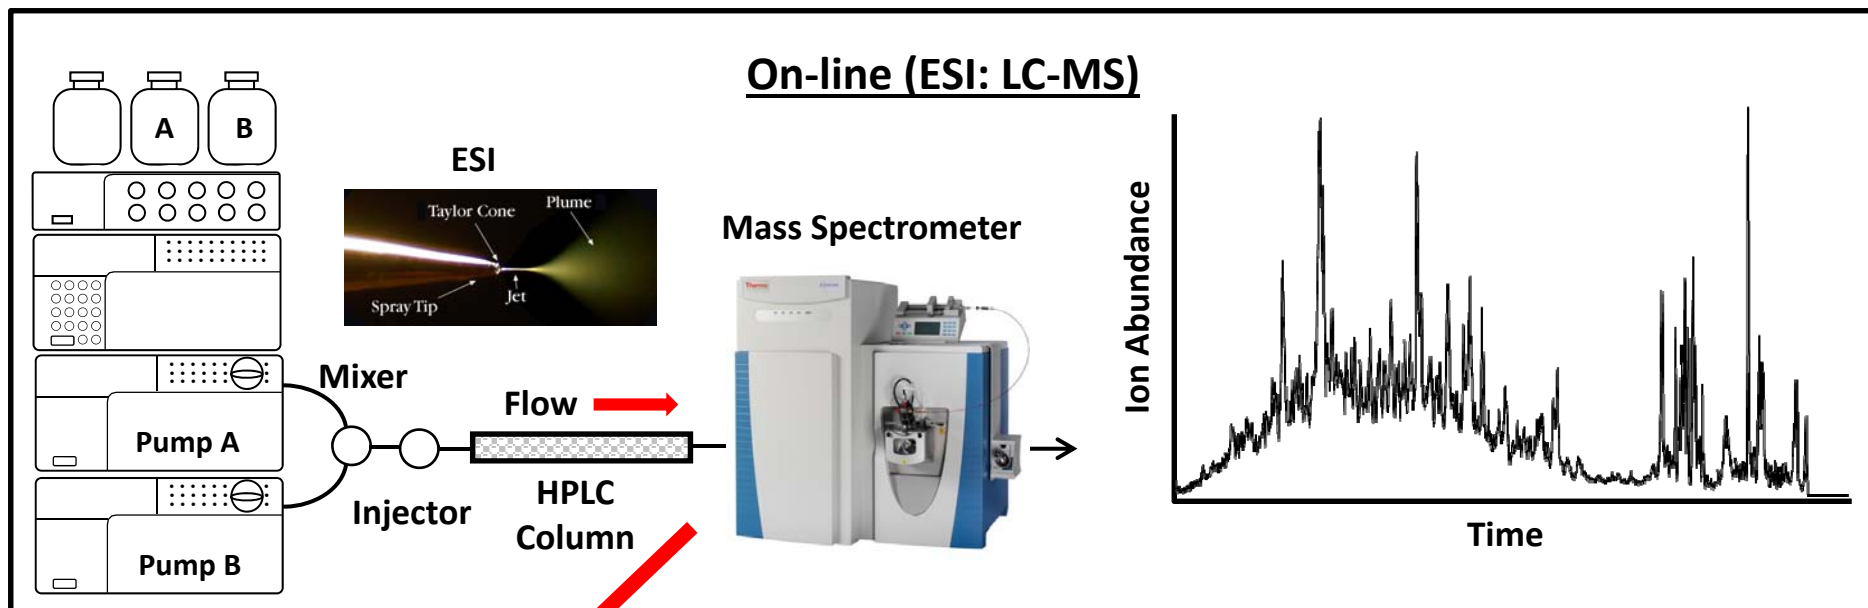 On-line (ESI: LC-MS)
A
B
ESI
Taylor Cone
Plume
Spray Tip
Jet
Mass Spectrometer
Mixer
Flow
Pump A
Injector
HPLC
Column
Pump B
Ion Abundance
Time